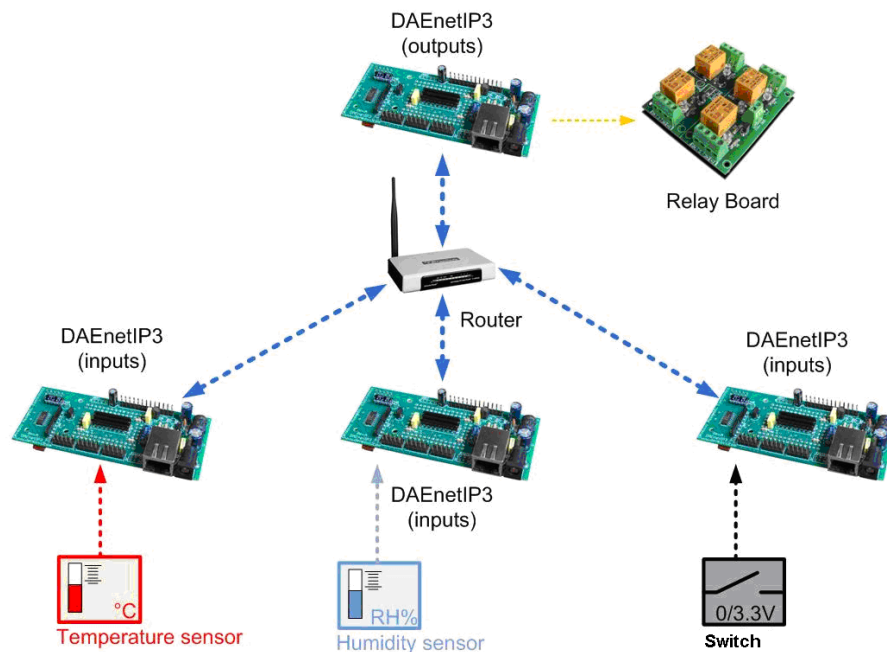 DAEnetIP3
(outputs)
Relay Board
Router
DAEnetIP3
(inputs)
DAEnetIP3
(inputs)
DAEnetIP3
(inputs)
°C
Temperature sensor
RH%
Humidity sensor
0/3.3V
Switch